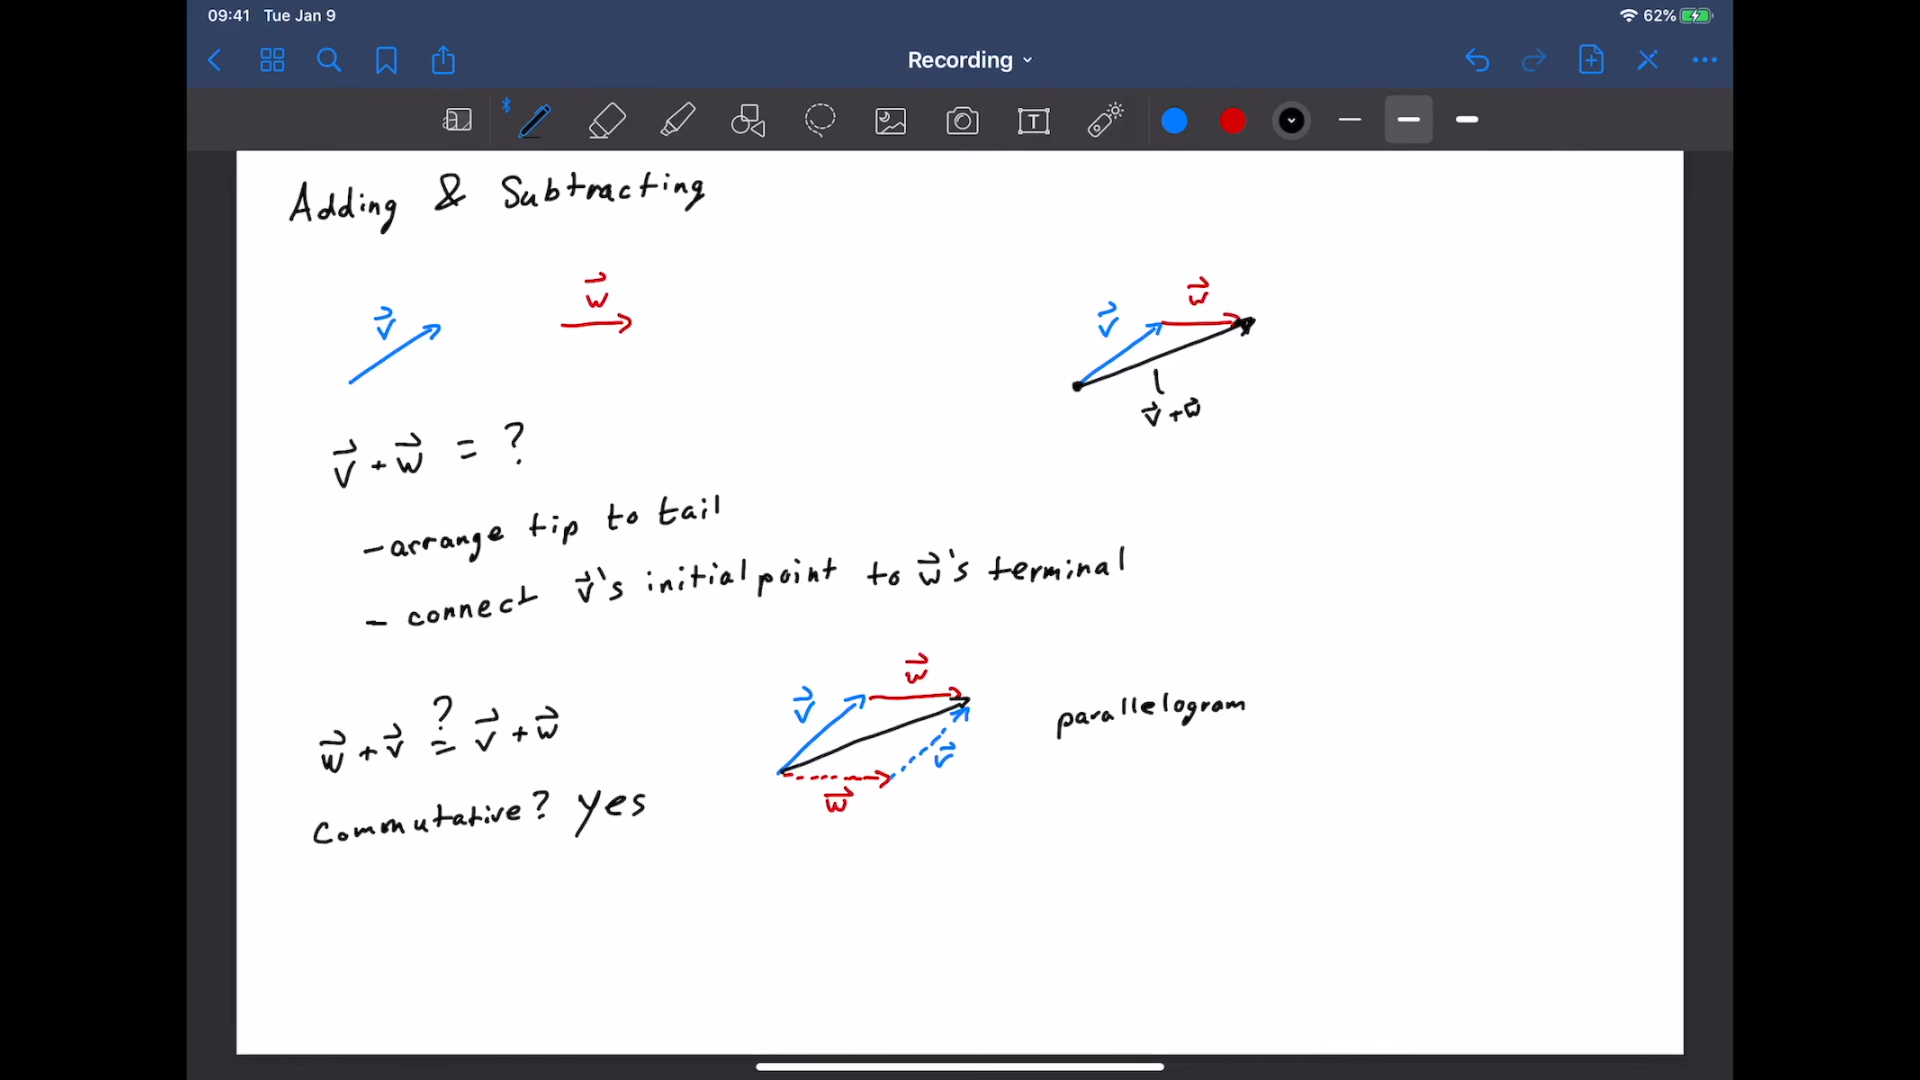 09:41 Tue Jan 9
62%
Recording
T
Adding & Subtracting
v⃗
w⃗
v⃗
w⃗
v⃗ + w⃗
v⃗ + w⃗ = ?
- arrange tip to tail
- connect v⃗'s initial point to w⃗'s terminal
w⃗
v⃗
parallelogram
w⃗ + v⃗ ?= v⃗ + w⃗
v⃗
w⃗
Commutative? yes